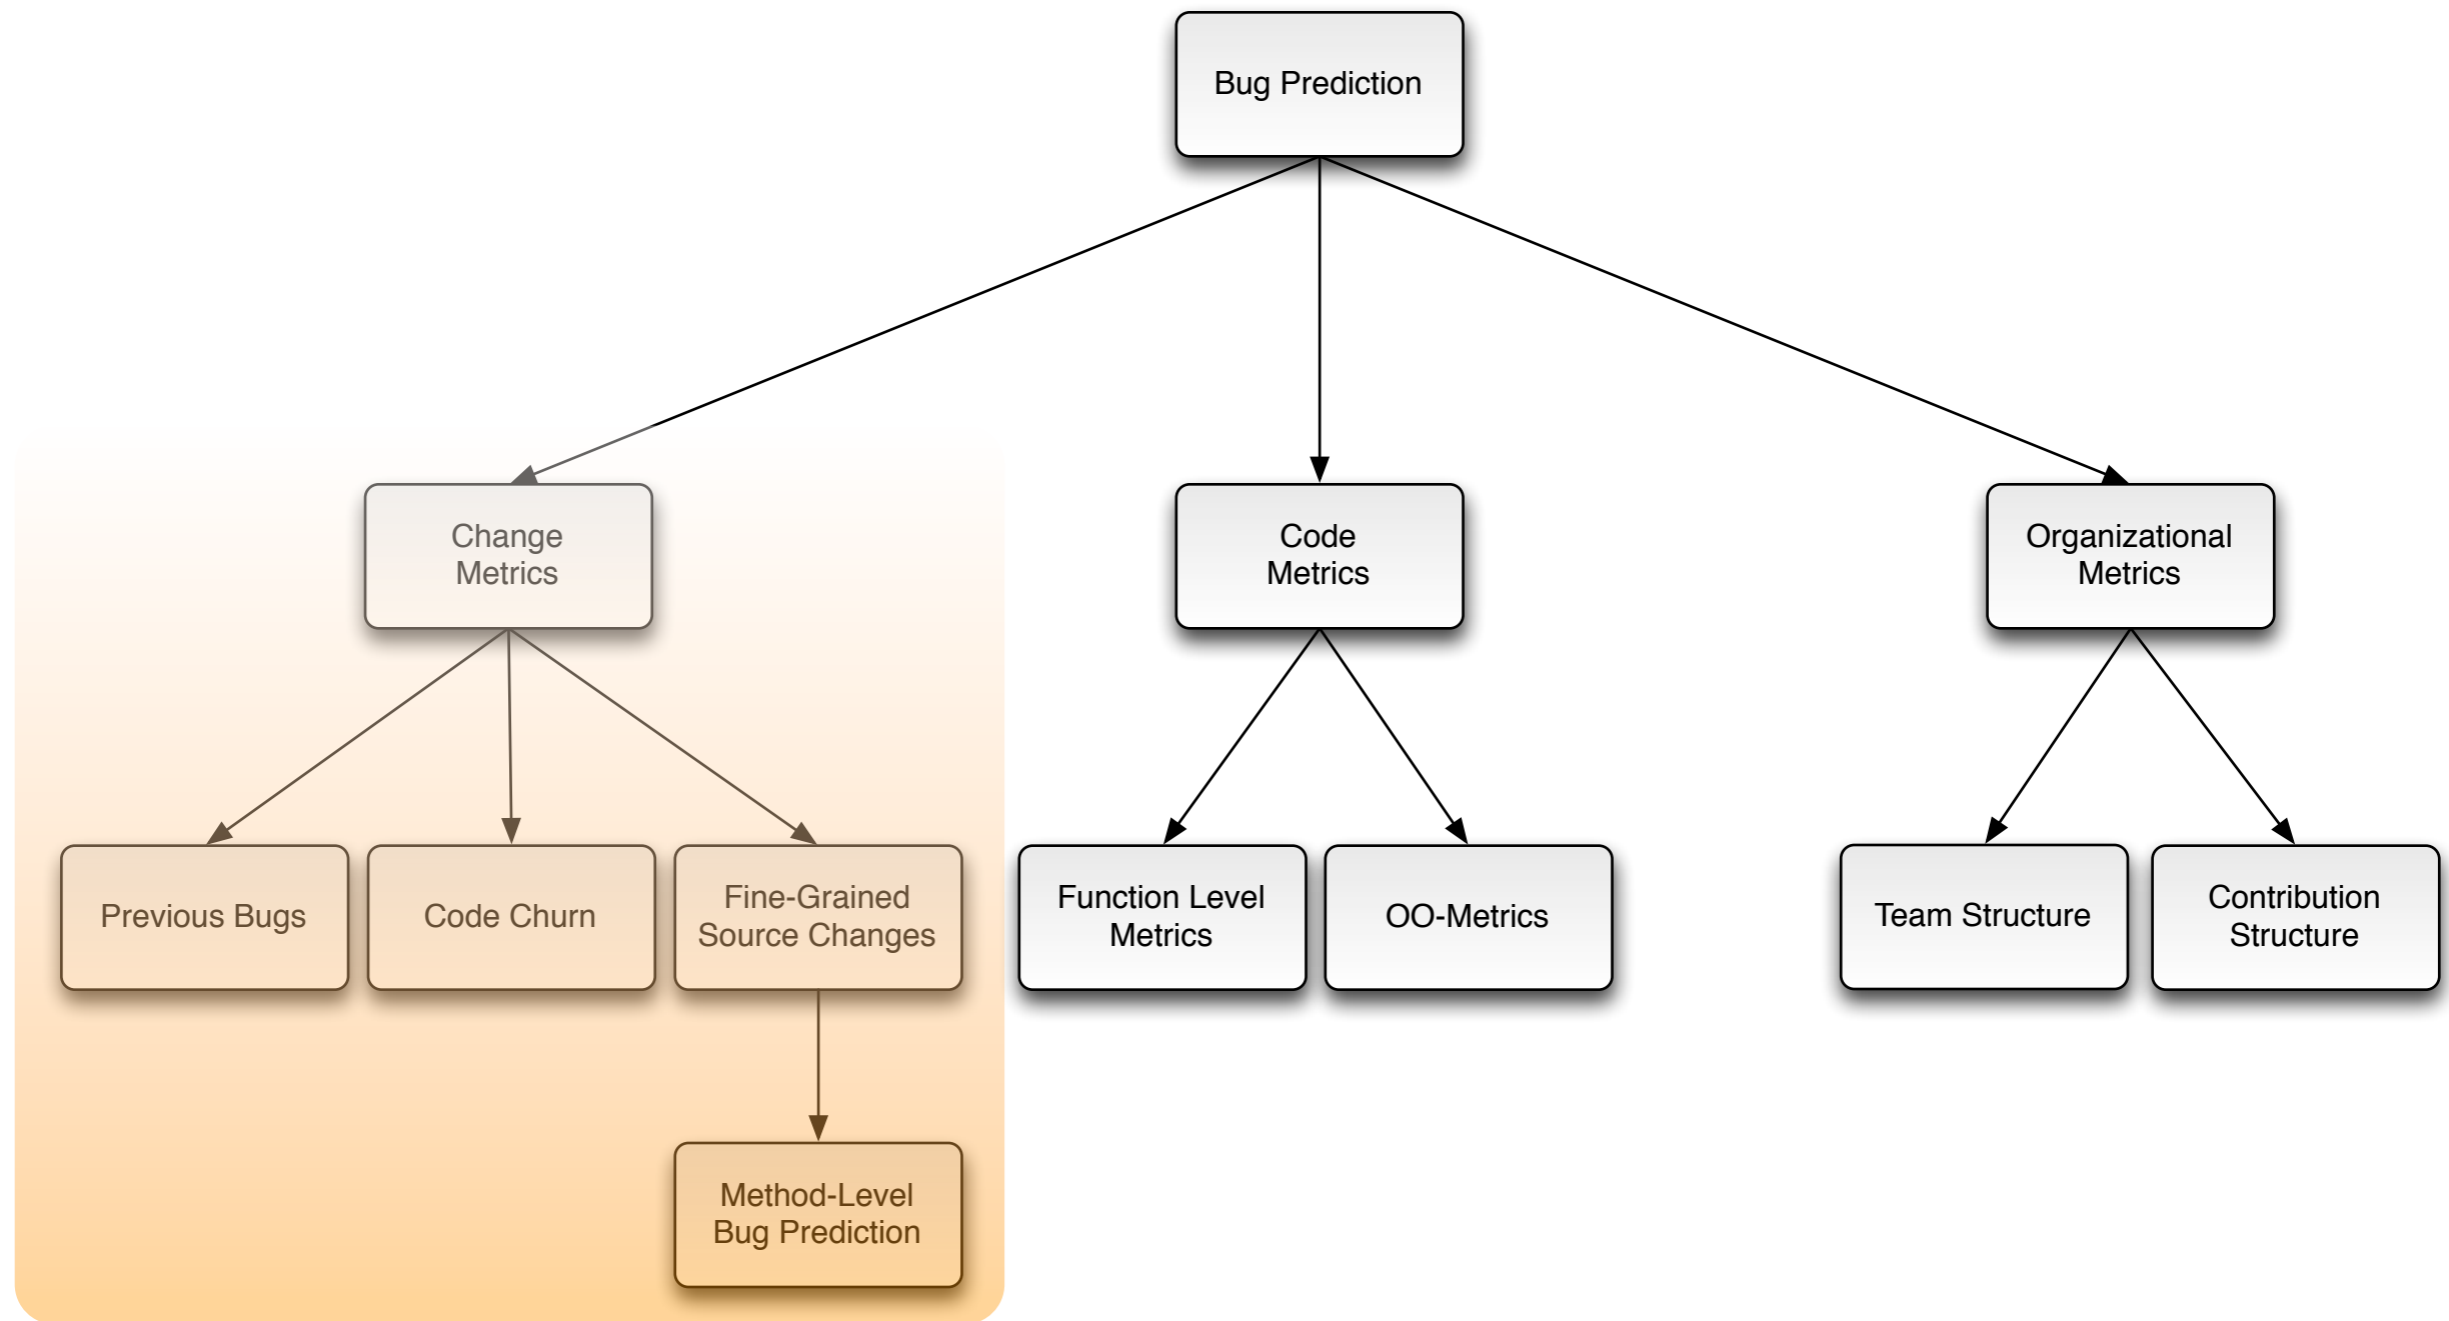 Bug Prediction
Change
Metrics
Code
Metrics
Organizational
Metrics
Previous Bugs
Code Churn
Fine-Grained
Source Changes
Function Level
Metrics
OO-Metrics
Team Structure
Contribution
Structure
Method-Level
Bug Prediction